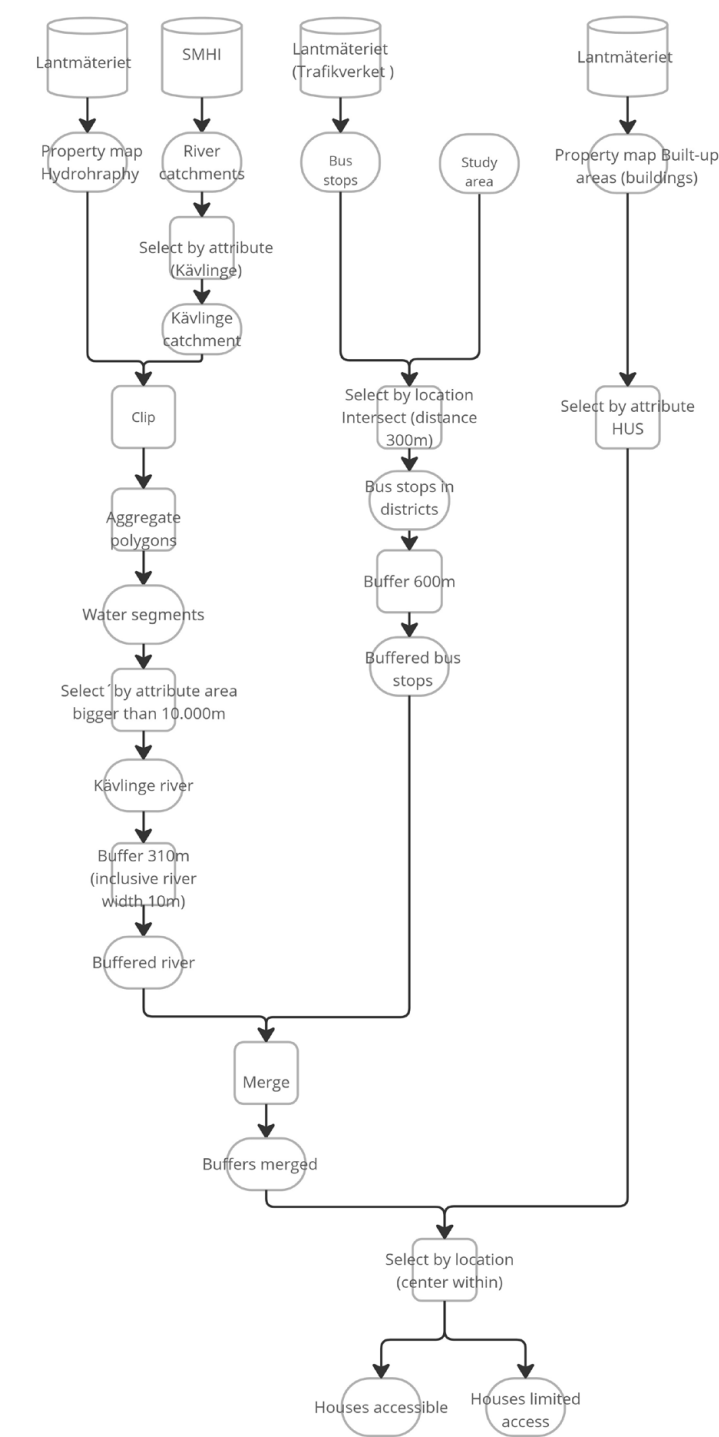 Lantmäteriet
SMHI
Lantmäteriet
(Trafikverket )
Lantmäteriet
Property map
Hydrohraphy
River
catchments
Bus
stops
Study
area
Property map Built-up
areas (buildings)
Select by attribute
(Kävlinge)
Kävlinge
catchment
Clip
Select by location
Intersect (distance
300m)
Select by attribute
HUS
Aggregate
polygons
Bus stops in
districts
Water segments
Buffer 600m
Select´by attribute area
bigger than 10.000m
Buffered bus
stops
Kävlinge river
Buffer 310m
(inclusive river
width 10m)
Buffered river
Merge
Buffers merged
Select by location
(center within)
Houses accessible
Houses limited
access